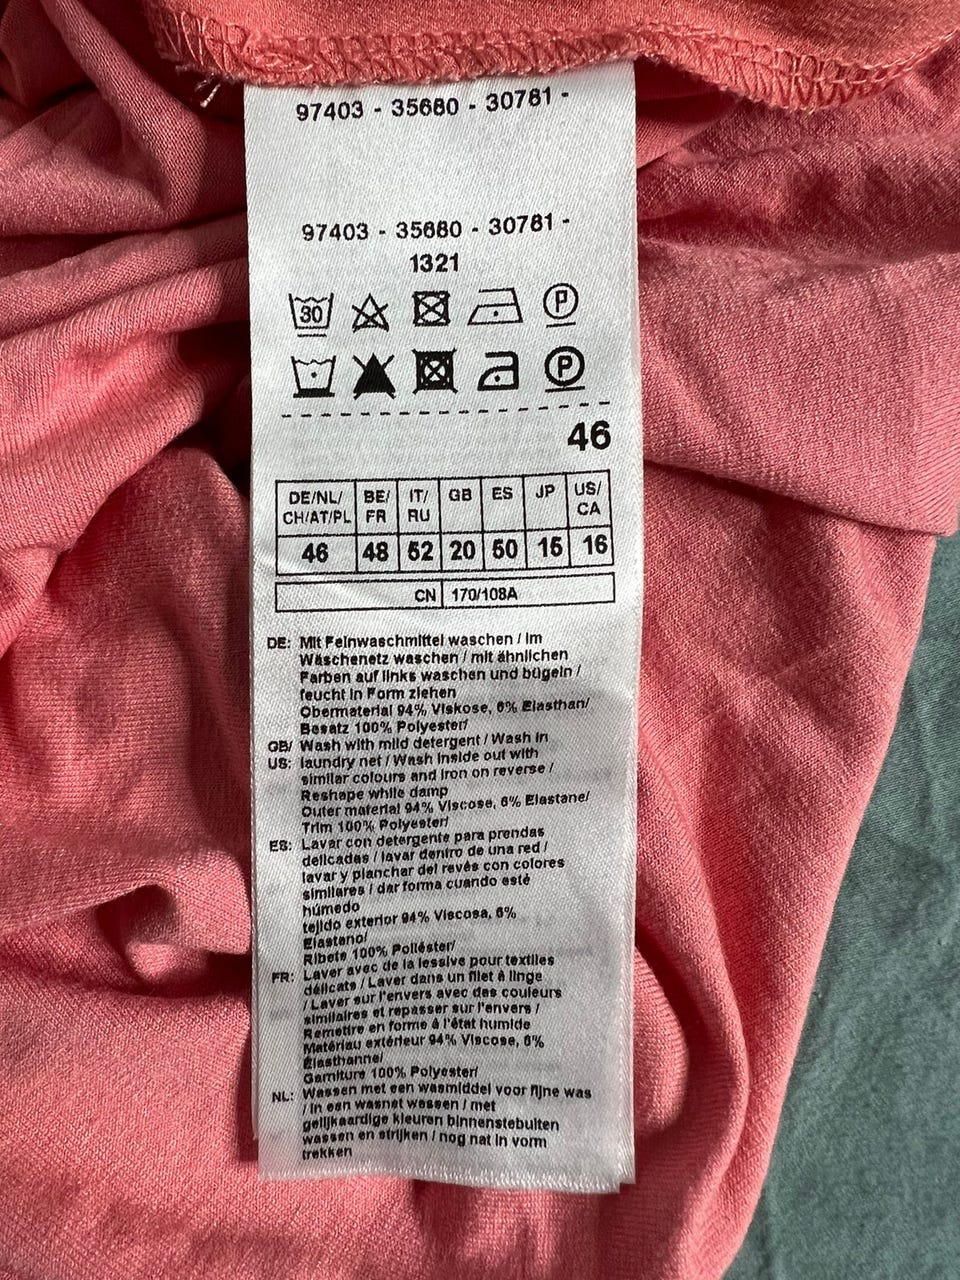 97403 - 35680 - 30781 -
97403 - 35680 - 30781 -
1321
30 P
P
46
DE/NL/ CH/AT/PL BE/ FR IT/ RU GB ES JP US/ CA
46 48 52 20 50 15 16
CN 170/108A
DE: Mit Feinwaschmittel waschen / im
Wäschenetz waschen / mit ähnlichen
Farben auf links waschen und bügeln /
feucht in Form ziehen
Obermaterial 94% Viskose, 6% Elasthan/
Besatz 100% Polyester/
GB/ Wash with mild detergent / Wash in
US: laundry net / Wash inside out with
similar colours and iron on reverse /
Reshape while damp
Outer material 94% Viscose, 6% Elastane/
Trim 100% Polyester/
ES: Lavar con detergente para prendas
delicadas / lavar dentro de una red /
lavar y planchar del revés con colores
similares / dar forma cuando esté
húmedo
tejido exterior 94% Viscosa, 6%
Elastano/
Ribete 100% Poliéster/
FR: Laver avec de la lessive pour textiles
délicats / Laver dans un filet à linge
/ Laver sur l'envers avec des couleurs
similaires et repasser sur l'envers /
Remettre en forme à l'état humide
Matériau extérieur 94% Viscose, 6%
Élasthanne/
Garniture 100% Polyester/
NL: Wassen met een wasmiddel voor fijne was
/ in een wasnet wassen / met
gelijkaardige kleuren binnenstebuiten
wassen en strijken / nog nat in vorm
trekken